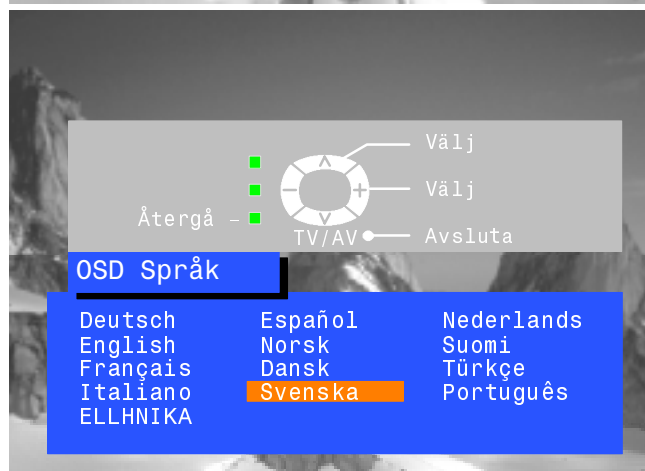 Välj
Välj
Återgå –
TV/AV
Avsluta
OSD Språk
Deutsch Español Nederlands
English Norsk Suomi
Français Dansk Türkçe
Italiano Svenska Português
ELLHNIKA